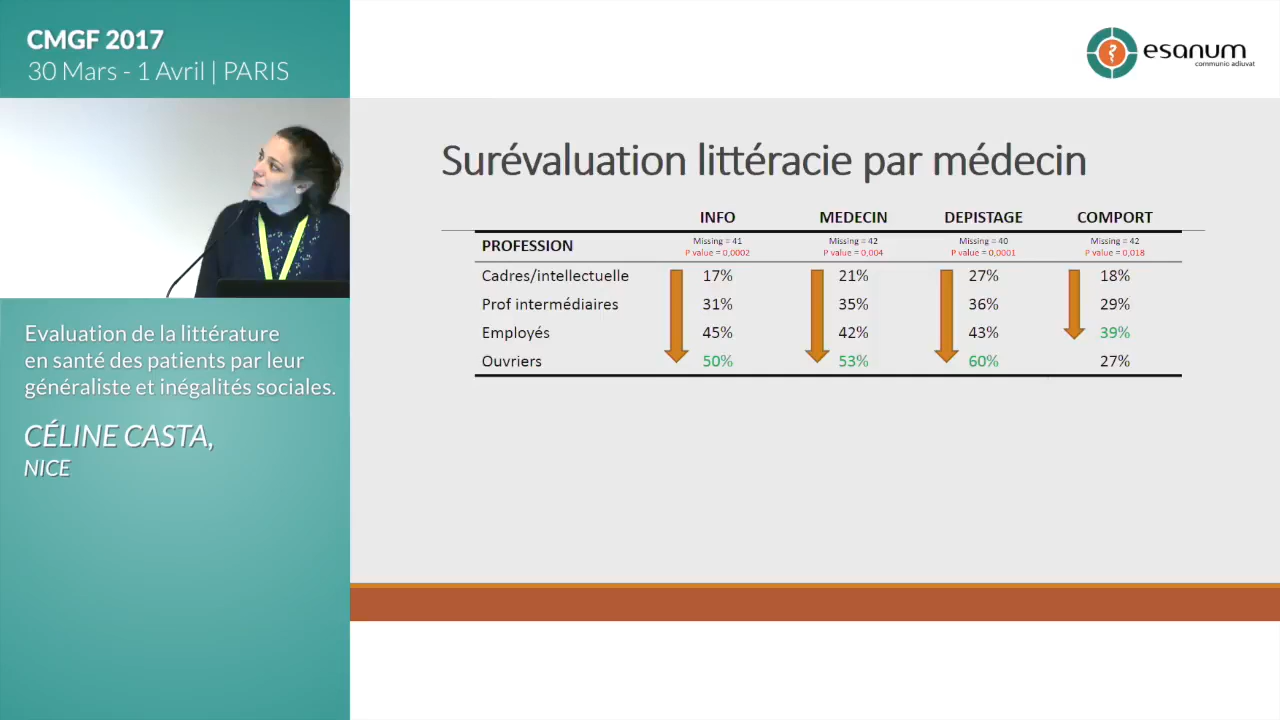 CMGF 2017
30 Mars - 1 Avril | PARIS
esanum
communio adiuvat
Surévaluation littéracie par médecin
INFO MEDECIN DEPISTAGE COMPORT
PROFESSION Missing = 41 Missing = 42 Missing = 40 Missing = 42
P value = 0,0002 P value = 0,004 P value = 0,0001 P value = 0,018
Cadres/intellectuelle 17% 21% 27% 18%
Prof intermédiaires 31% 35% 36% 29%
Employés 45% 42% 43% 39%
Ouvriers 50% 53% 60% 27%
Evaluation de la littérature
en santé des patients par leur
généraliste et inégalités sociales.
CÉLINE CASTA,
NICE